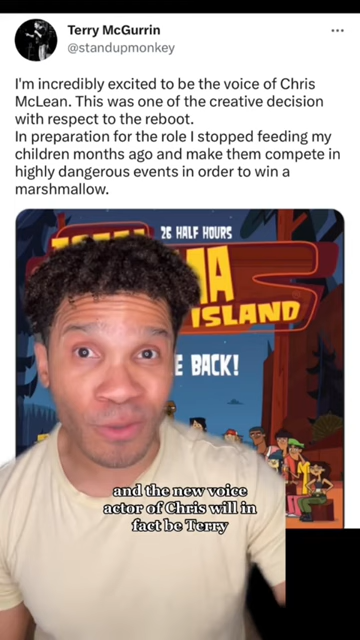 Terry McGurrin
@standupmonkey
I'm incredibly excited to be the voice of Chris
McLean. This was one of the creative decision
with respect to the reboot.
In preparation for the role I stopped feeding my
children months ago and make them compete in
highly dangerous events in order to win a
marshmallow.
26 HALF HOURS
ISLAND
BACK!
and the new voice
actor of Chris will in
fact be Terry